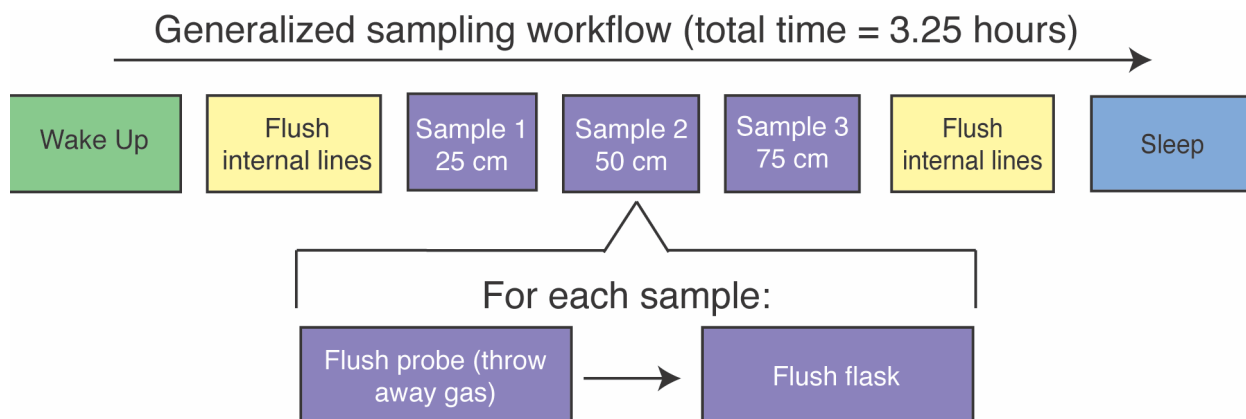 Generalized sampling workflow (total time = 3.25 hours)
Wake Up
Flush
internal lines
Sample 1
25 cm
Sample 2
50 cm
Sample 3
75 cm
Flush
internal lines
Sleep
For each sample:
Flush probe (throw
away gas)
Flush flask